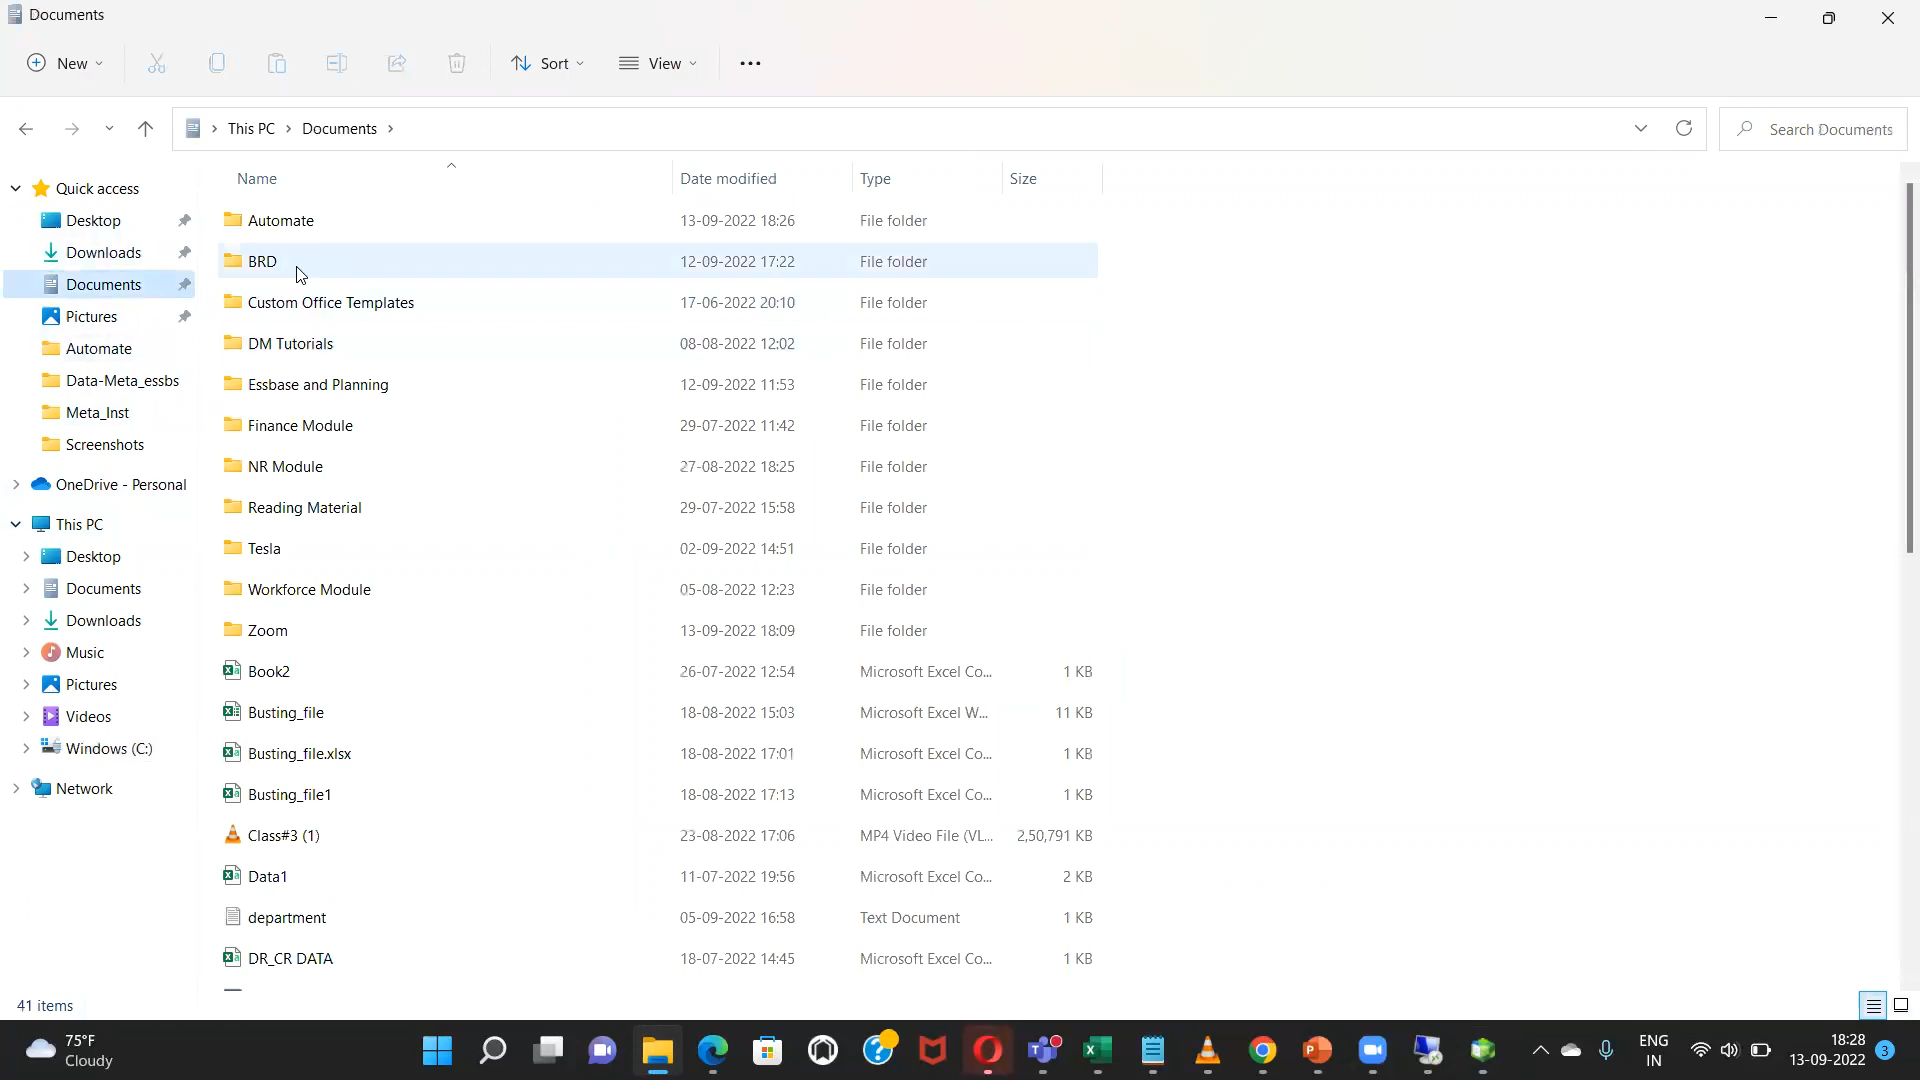 Documents
New
Sort
View
This PC
Documents
Search Documents
Name
Date modified
Type
Size
Quick access
Desktop
Downloads
Documents
Pictures
Automate
Data-Meta_essbs
Meta_Inst
Screenshots
OneDrive - Personal
This PC
Desktop
Documents
Downloads
Music
Pictures
Videos
Windows (C:)
Network
Automate 13-09-2022 18:26 File folder
BRD 12-09-2022 17:22 File folder
Custom Office Templates 17-06-2022 20:10 File folder
DM Tutorials 08-08-2022 12:02 File folder
Essbase and Planning 12-09-2022 11:53 File folder
Finance Module 29-07-2022 11:42 File folder
NR Module 27-08-2022 18:25 File folder
Reading Material 29-07-2022 15:58 File folder
Tesla 02-09-2022 14:51 File folder
Workforce Module 05-08-2022 12:23 File folder
Zoom 13-09-2022 18:09 File folder
Book2 26-07-2022 12:54 Microsoft Excel Co... 1 KB
Busting_file 18-08-2022 15:03 Microsoft Excel W... 11 KB
Busting_file.xlsx 18-08-2022 17:01 Microsoft Excel Co... 1 KB
Busting_file1 18-08-2022 17:13 Microsoft Excel Co... 1 KB
Class#3 (1) 23-08-2022 17:06 MP4 Video File (VL... 2,50,791 KB
Data1 11-07-2022 19:56 Microsoft Excel Co... 2 KB
department 05-09-2022 16:58 Text Document 1 KB
DR_CR DATA 18-07-2022 14:45 Microsoft Excel Co... 1 KB
41 items
75°F
Cloudy
ENG
IN
18:28
13-09-2022
3